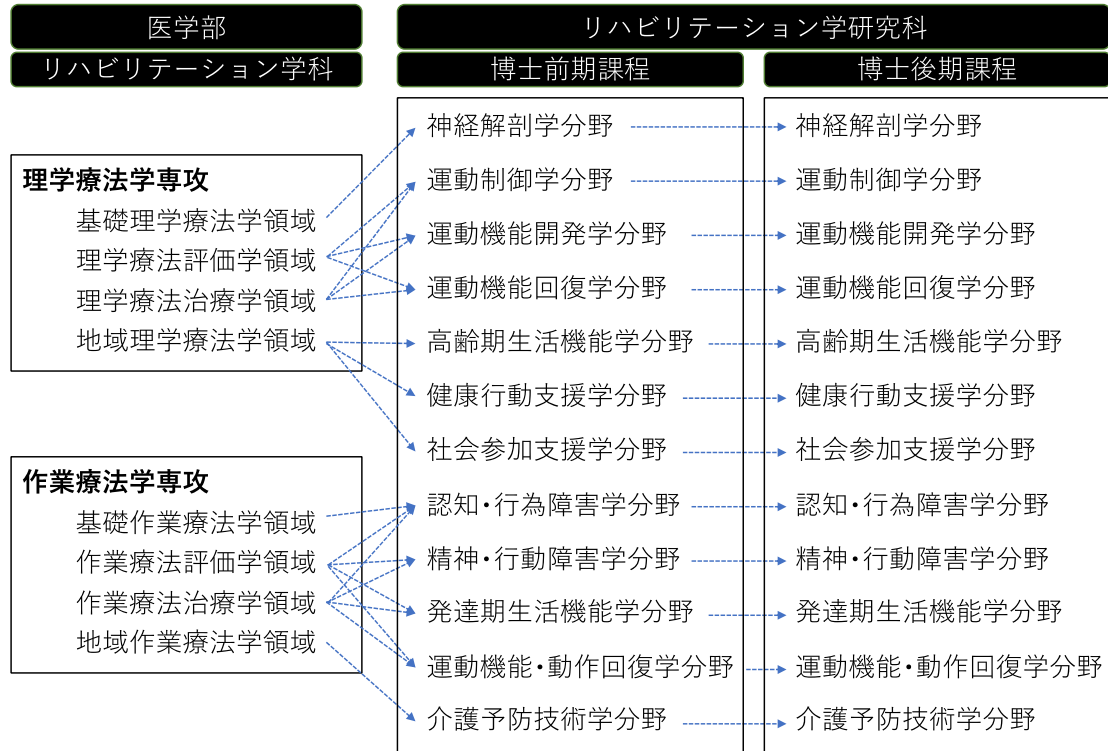 医学部
リハビリテーション学科
理学療法学専攻
基礎理学療法学領域
理学療法評価学領域
理学療法治療学領域
地域理学療法学領域
作業療法学専攻
基礎作業療法学領域
作業療法評価学領域
作業療法治療学領域
地域作業療法学領域
リハビリテーション学研究科
博士前期課程
神経解剖学分野
運動制御学分野
運動機能開発学分野
運動機能回復学分野
高齢期生活機能学分野
健康行動支援学分野
社会参加支援学分野
認知・行為障害学分野
精神・行動障害学分野
発達期生活機能学分野
運動機能・動作回復学分野
介護予防技術学分野
博士後期課程
神経解剖学分野
運動制御学分野
運動機能開発学分野
運動機能回復学分野
高齢期生活機能学分野
健康行動支援学分野
社会参加支援学分野
認知・行為障害学分野
精神・行動障害学分野
発達期生活機能学分野
運動機能・動作回復学分野
介護予防技術学分野